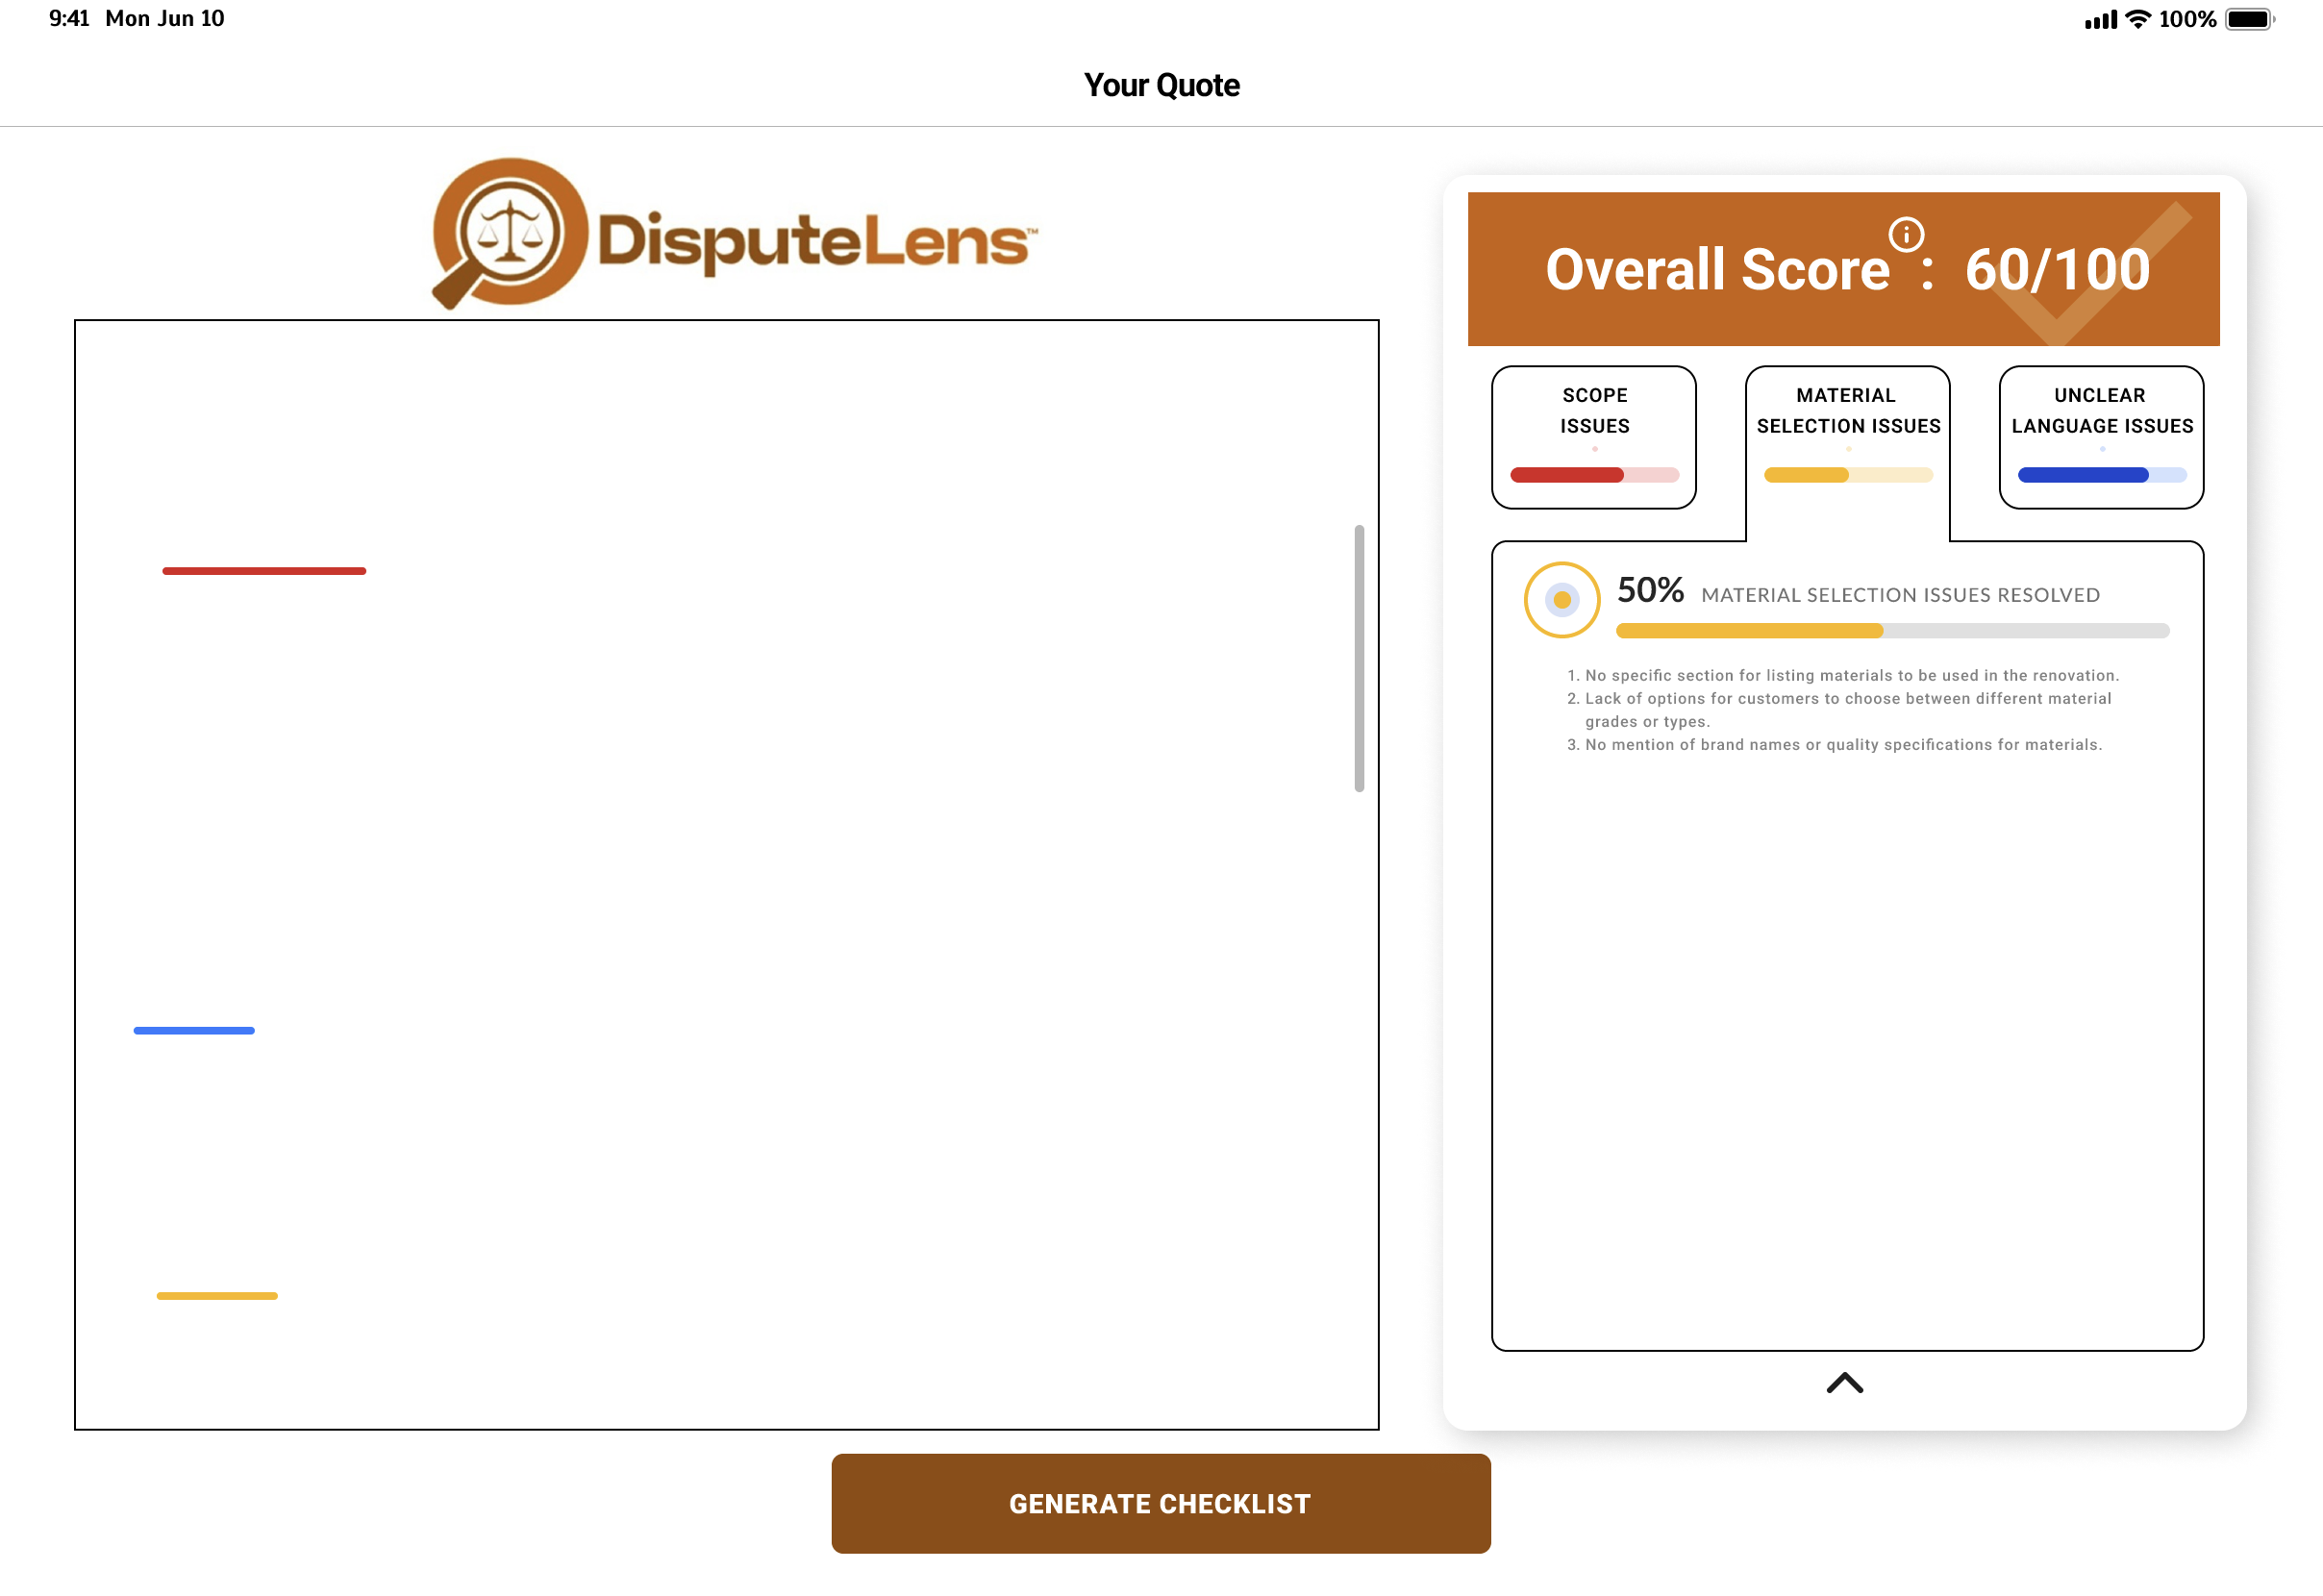 9:41 Mon Jun 10
100%
Your Quote
DisputeLens™
Overall Score : 60/100
SCOPE
ISSUES
MATERIAL
SELECTION ISSUES
UNCLEAR
LANGUAGE ISSUES
50% MATERIAL SELECTION ISSUES RESOLVED
1. No specific section for listing materials to be used in the renovation.
2. Lack of options for customers to choose between different material
grades or types.
3. No mention of brand names or quality specifications for materials.
GENERATE CHECKLIST